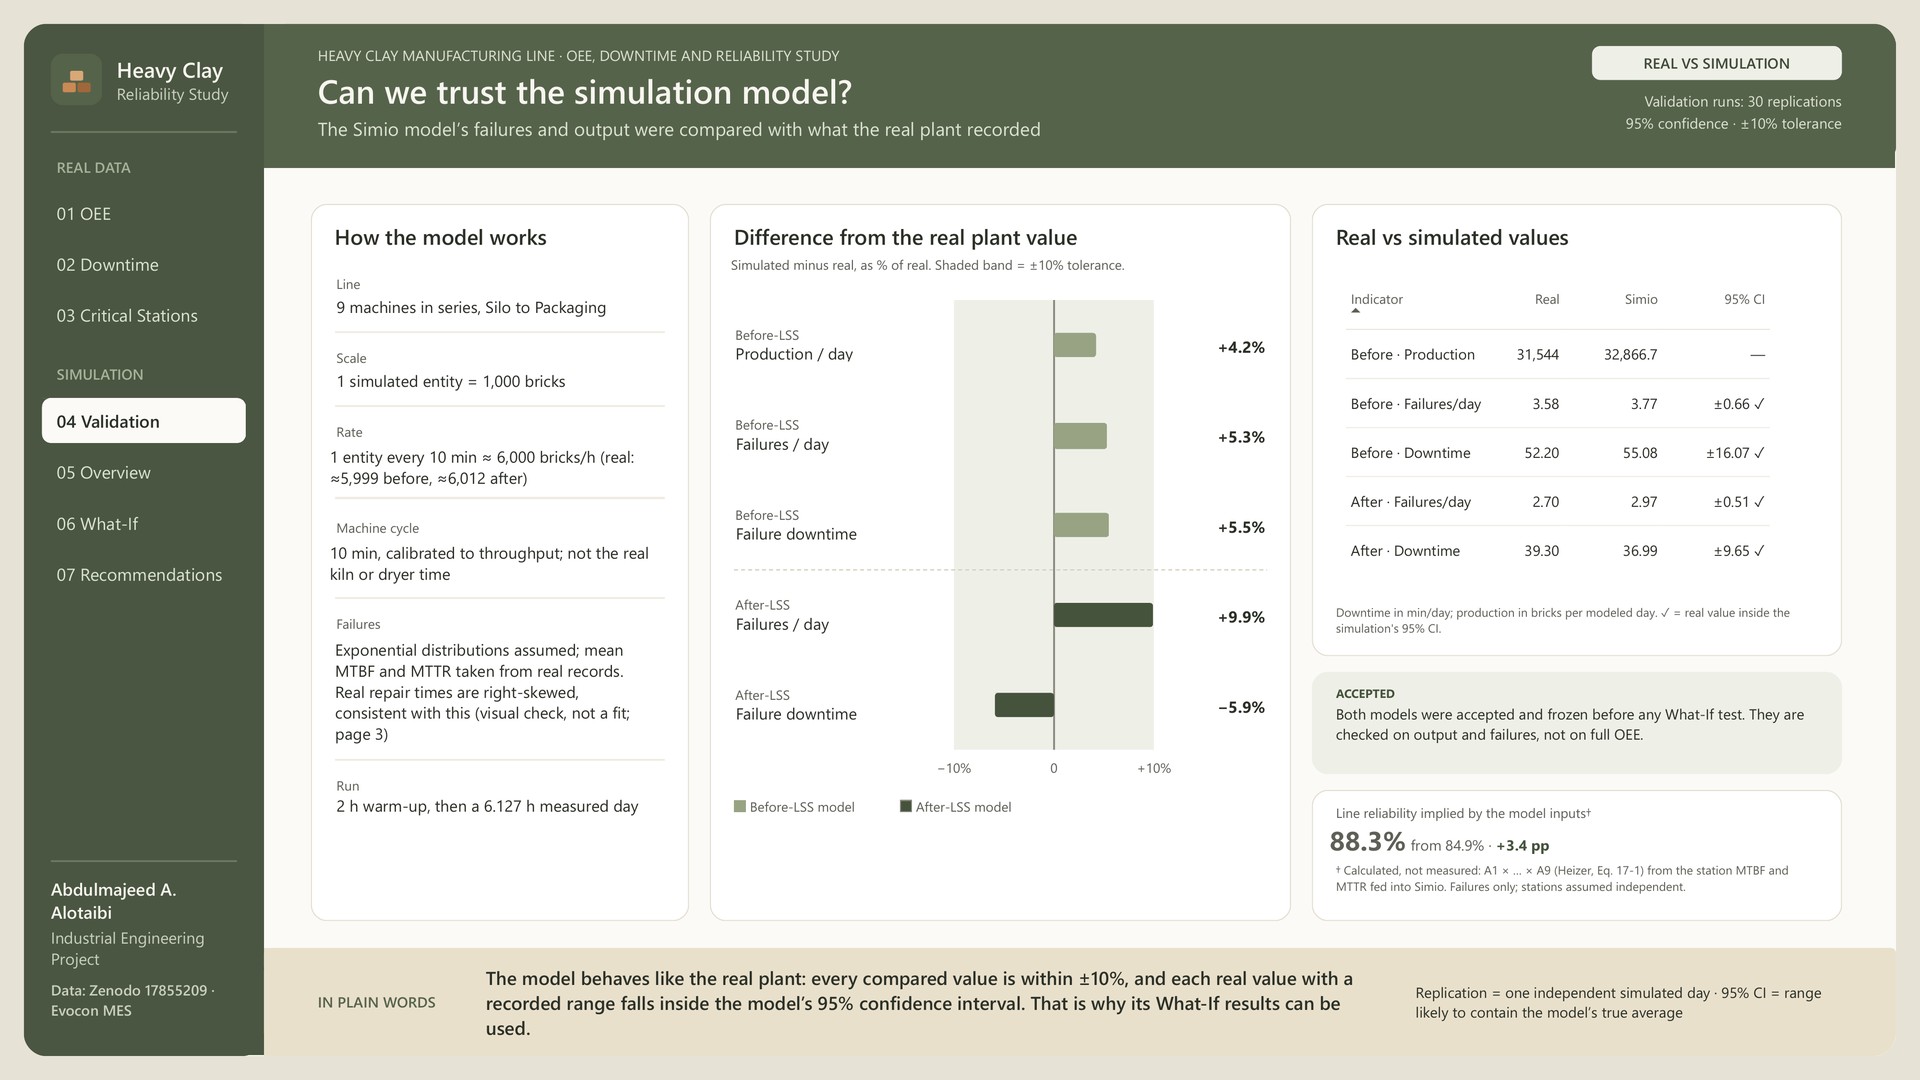 Heavy Clay
Reliability Study
REAL DATA
01 OEE
02 Downtime
03 Critical Stations
SIMULATION
04 Validation
05 Overview
06 What-If
07 Recommendations
Abdulmajeed A.
Alotaibi
Industrial Engineering
Project
Data: Zenodo 17855209 ·
Evocon MES
HEAVY CLAY MANUFACTURING LINE · OEE, DOWNTIME AND RELIABILITY STUDY
Can we trust the simulation model?
The Simio model’s failures and output were compared with what the real plant recorded
REAL VS SIMULATION
Validation runs: 30 replications
95% confidence · ±10% tolerance
How the model works
Line
9 machines in series, Silo to Packaging
Scale
1 simulated entity = 1,000 bricks
Rate
1 entity every 10 min ≈ 6,000 bricks/h (real:
≈5,999 before, ≈6,012 after)
Machine cycle
10 min, calibrated to throughput; not the real
kiln or dryer time
Failures
Exponential distributions assumed; mean
MTBF and MTTR taken from real records.
Real repair times are right-skewed,
consistent with this (visual check, not a fit;
page 3)
Run
2 h warm-up, then a 6.127 h measured day
Difference from the real plant value
Simulated minus real, as % of real. Shaded band = ±10% tolerance.
Before-LSS
Production / day
+4.2%
Before-LSS
Failures / day
+5.3%
Before-LSS
Failure downtime
+5.5%
After-LSS
Failures / day
+9.9%
After-LSS
Failure downtime
−5.9%
−10% 0 +10%
Before-LSS model After-LSS model
Real vs simulated values
Indicator Real Simio 95% CI
Before · Production 31,544 32,866.7 —
Before · Failures/day 3.58 3.77 ±0.66 ✓
Before · Downtime 52.20 55.08 ±16.07 ✓
After · Failures/day 2.70 2.97 ±0.51 ✓
After · Downtime 39.30 36.99 ±9.65 ✓
Downtime in min/day; production in bricks per modeled day. ✓ = real value inside the
simulation's 95% CI.
ACCEPTED
Both models were accepted and frozen before any What-If test. They are
checked on output and failures, not on full OEE.
Line reliability implied by the model inputs†
88.3% from 84.9% · +3.4 pp
† Calculated, not measured: A1 × … × A9 (Heizer, Eq. 17-1) from the station MTBF and
MTTR fed into Simio. Failures only; stations assumed independent.
IN PLAIN WORDS
The model behaves like the real plant: every compared value is within ±10%, and each real value with a
recorded range falls inside the model’s 95% confidence interval. That is why its What-If results can be
used.
Replication = one independent simulated day · 95% CI = range
likely to contain the model’s true average